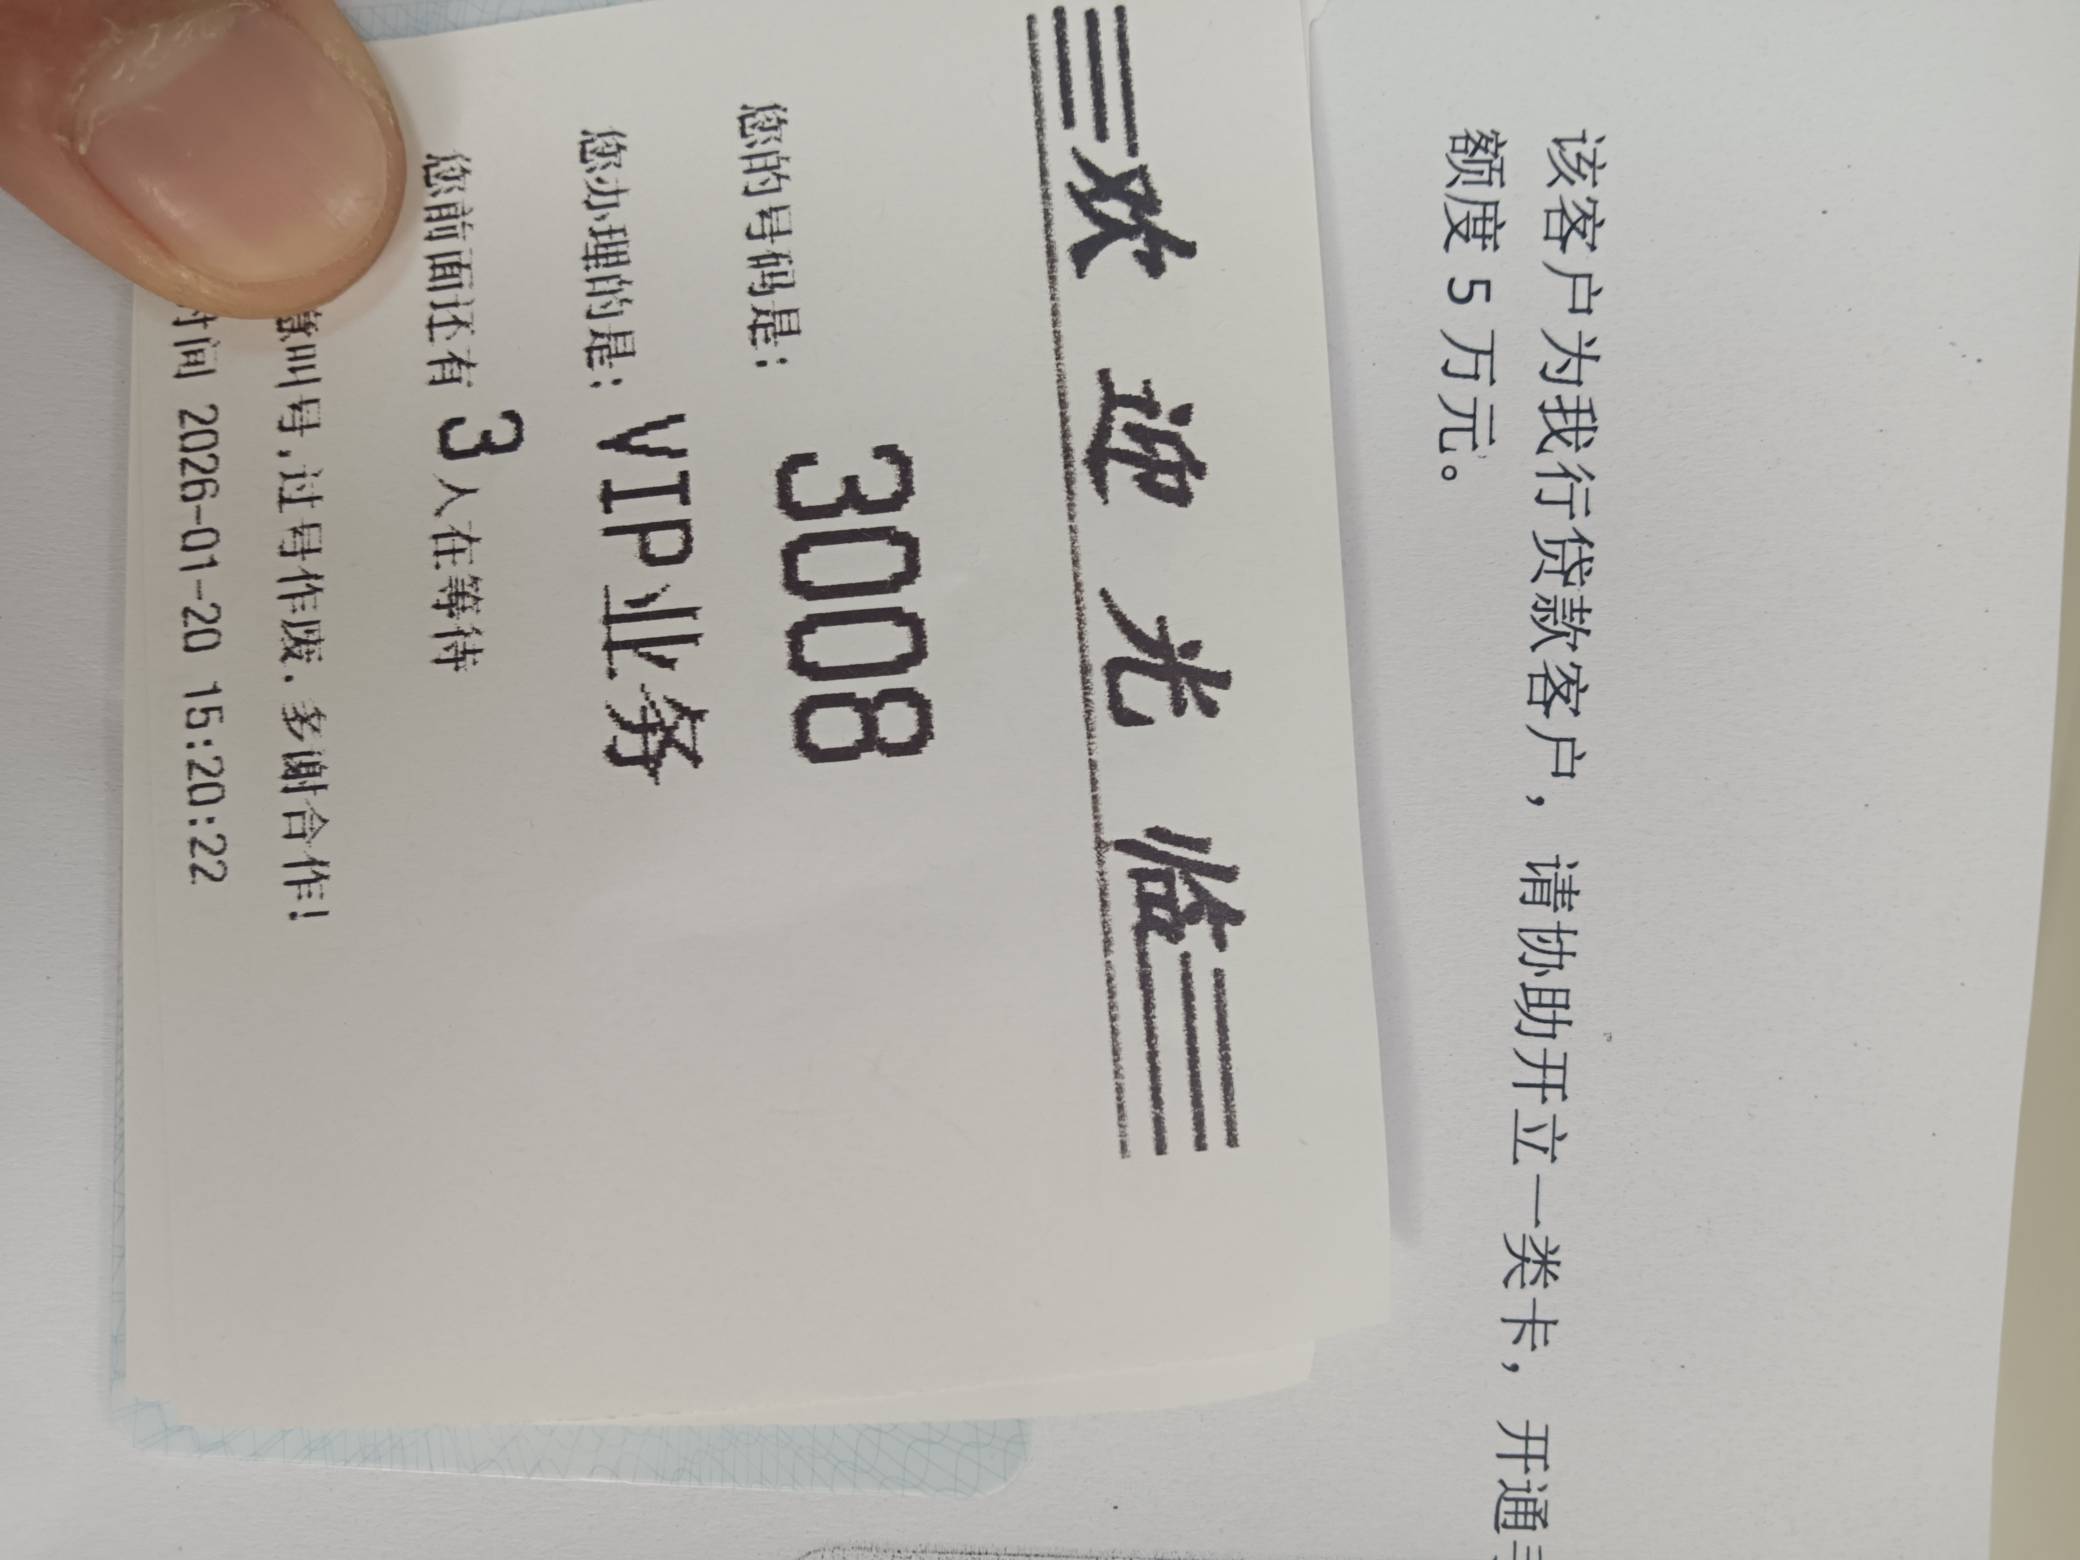 该客户为我行贷款客户，请协助开立一类卡，开通
额度 5 万元。
欢迎光临
您的号码是: 3008
您办理的是: VIP业务
您前面还有 3 人在等待
叫号,过号作废.多谢合作!
时间 2026-01-20 15:20:22